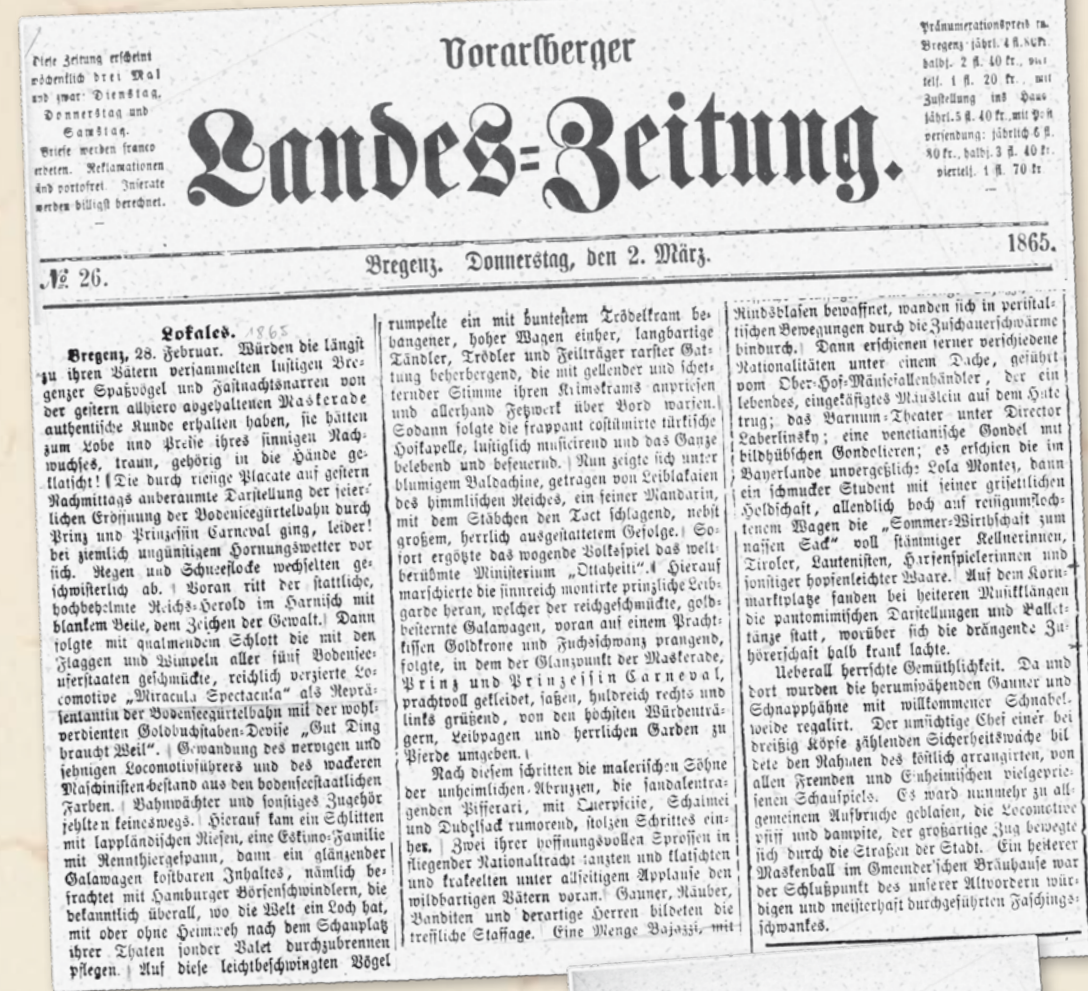 Diese Zeitung erscheint
wöchentlich drei Mal
und zwar: Dienstag,
Donnerstag und
Samstag.
Briefe werden franco
erbeten. Reklamationen
sind portofrei. Inserate
werden billigst berechnet.
Vorarlberger
Landes-Zeitung.
Pränumerationspreis
Bregenz jährl. 4 fl. 80 kr.
halbj. 2 fl. 40 kr.,
telj. 1 fl. 20 kr., mit
Zustellung ins Haus
jährl. 5 fl. 40 kr., mit Post
versendung: jährlich 6 fl.
80 kr., halbj. 3 fl. 40 kr.
viertelj. 1 fl. 70 kr
№ 26.
Bregenz. Donnerstag, den 2. März.
1865.
Lokales. 1865
Bregenz, 28. Februar. Würden die längst
zu ihren Vätern versammelten lustigen Bre-
genzer Spaßvögel und Fastnachtsnarren von
der gestern allhiero abgehaltenen Maskerade
authentische Kunde erhalten haben, sie hätten
zum Lobe und Preise ihres sinnigen Nach-
wuchses, traun, gehörig in die Hände ge-
klatscht! Die durch riesige Placate auf gestern
Nachmittags anberaumte Darstellung der feier-
lichen Eröffnung der Bodenseegürtelbahn durch
Prinz und Prinzessin Carneval ging, leider!
bei ziemlich ungünstigem Hornungswetter vor
sich. Regen und Schneeflocke wechselten ge-
schwisterlich ab. Voran ritt der stattliche,
hochbehelmte Reichs-Herold im Harnisch mit
blankem Beile, dem Zeichen der Gewalt. Dann
folgte mit qualmendem Schlott die mit den
Flaggen und Wimpeln aller fünf Bodensee-
uferstaaten geschmückte, reichlich verzierte Lo-
comotive „Miracula Spectacula“ als Reprä-
sentantin der Bodenseegürtelbahn mit der wohl-
verdienten Goldbuchstaben-Devise „Gut Ding
braucht Weil“. Gewandung des nervigen und
sehnigen Locomotivführers und des wackeren
Maschinisten bestand aus den bodenseestaatlichen
Farben. Bahnwächter und sonstiges Zugehör
fehlten keineswegs. Hierauf kam ein Schlitten
mit lappländischen Riesen, eine Eskimo-Familie
mit Rennthiergespann, dann ein glänzender
Galawagen kostbaren Inhaltes, nämlich be-
frachtet mit Hamburger Börsenschwindlern, die
bekanntlich überall, wo die Welt ein Loch hat,
mit oder ohne Heimweh nach dem Schauplatz
ihrer Thaten sonder Valet durchzubrennen
pflegen. Auf diese leichtbeschwingten Vögel
rumpelte ein mit buntestem Trödelkram be-
hangener, hoher Wagen einher, langbartige
Tändler, Trödler und Feilträger rarster Gat-
tung beherbergend, die mit gellender und schet-
ternder Stimme ihren Krimskrams anpriesen
und allerhand Fetzwerk über Bord warfen.
Sodann folgte die frappant costümirte türkische
Hofkapelle, lustiglich musicirend und das Ganze
belebend und befeuernd. Nun zeigte sich unter
blumigem Baldachine, getragen von Leiblakaien
des himmlischen Reiches, ein feiner Mandarin,
mit dem Stäbchen den Tact schlagend, nebst
großem, herrlich ausgestattetem Gefolge. So-
fort ergötzte das wogende Volksspiel das welt-
berühmte Ministerium „Ottaheiti“. Hierauf
marschierte die sinnreich montirte prinzliche Leib-
garde heran, welcher der reichgeschmückte, gold-
besternte Galawagen, voran auf einem Pracht-
kissen Goldkrone und Fuchsschwanz prangend,
folgte, in dem der Glanzpunkt der Maskerade,
Prinz und Prinzessin Carneval,
prachtvoll gekleidet, saßen, huldreich rechts und
links grüßend, von den höchsten Würdenträ-
gern, Leibpagen und herrlichen Garden zu
Pferde umgeben.
Nach diesem schritten die malerischen Söhne
der unheimlichen Abruzzen, die sandalentra-
genden Pifferari, mit Querpfeife, Schalmei
und Dudelsack rumorend, stolzen Schrittes ein-
her. Zwei ihrer hoffnungsvollen Sprossen in
fliegender Nationaltracht tanzten und klatschten
und krakeelten unter allseitigem Applause den
wildbartigen Vätern voran. Gauner, Räuber,
Banditen und derartige Herren bildeten die
treffliche Staffage. Eine Menge Bajazzi, mit
Rindsblasen bewaffnet, wanden sich in peristal-
tischen Bewegungen durch die Zuschauerschwärme
hindurch. Dann erschienen ferner verschiedene
Nationalitäten unter einem Dache, geführt
vom Ober-Hof-Mäusefallenhändler, der ein
lebendes, eingekäfigtes Mäuslein auf dem Hute
trug; das Barnum-Theater unter Director
Laberlinsky; eine venetianische Gondel mit
bildhübschen Gondolieren; es erschien die im
Bayerlande unvergeßlich: Lola Montez, dann
ein schmucker Student mit seiner grisettlichen
Holdschaft, allendlich hoch auf reisigumfloch-
tenem Wagen die „Sommer-Wirthschaft zum
nassen Sack“ voll stämmiger Kellnerinnen,
Tiroler, Lautenisten, Harfenspielerinnen und
sonstiger hopfenleichter Waare. Auf dem Korn-
marktplatze fanden bei heiteren Musikklängen
die pantomimischen Darstellungen und Ballet-
tänze statt, worüber sich die drängende Zu-
hörerschaft halb krank lachte.
Ueberall herrschte Gemüthlichkeit. Da und
dort wurden die herumspähenden Gauner und
Schnapphähne mit willkommener Schnabel-
weide regalirt. Der umsichtige Chef einer bei
dreißig Köpfe zählenden Sicherheitswache bil
dete den Rahmen des köstlich arrangirten, von
allen Fremden und Einheimischen vielgeprie-
senen Schauspiels. Es ward nunmehr zu all-
gemeinem Aufbruche geblasen, die Locomotive
pfiff und dampfte, der großartige Zug bewegte
sich durch die Straßen der Stadt. Ein heiterer
Maskenball im Gmeinder'schen Bräuhause war
der Schlußpunkt des unserer Altvordern wür-
digen und meisterhaft durchgeführten Faschings-
schwankes.